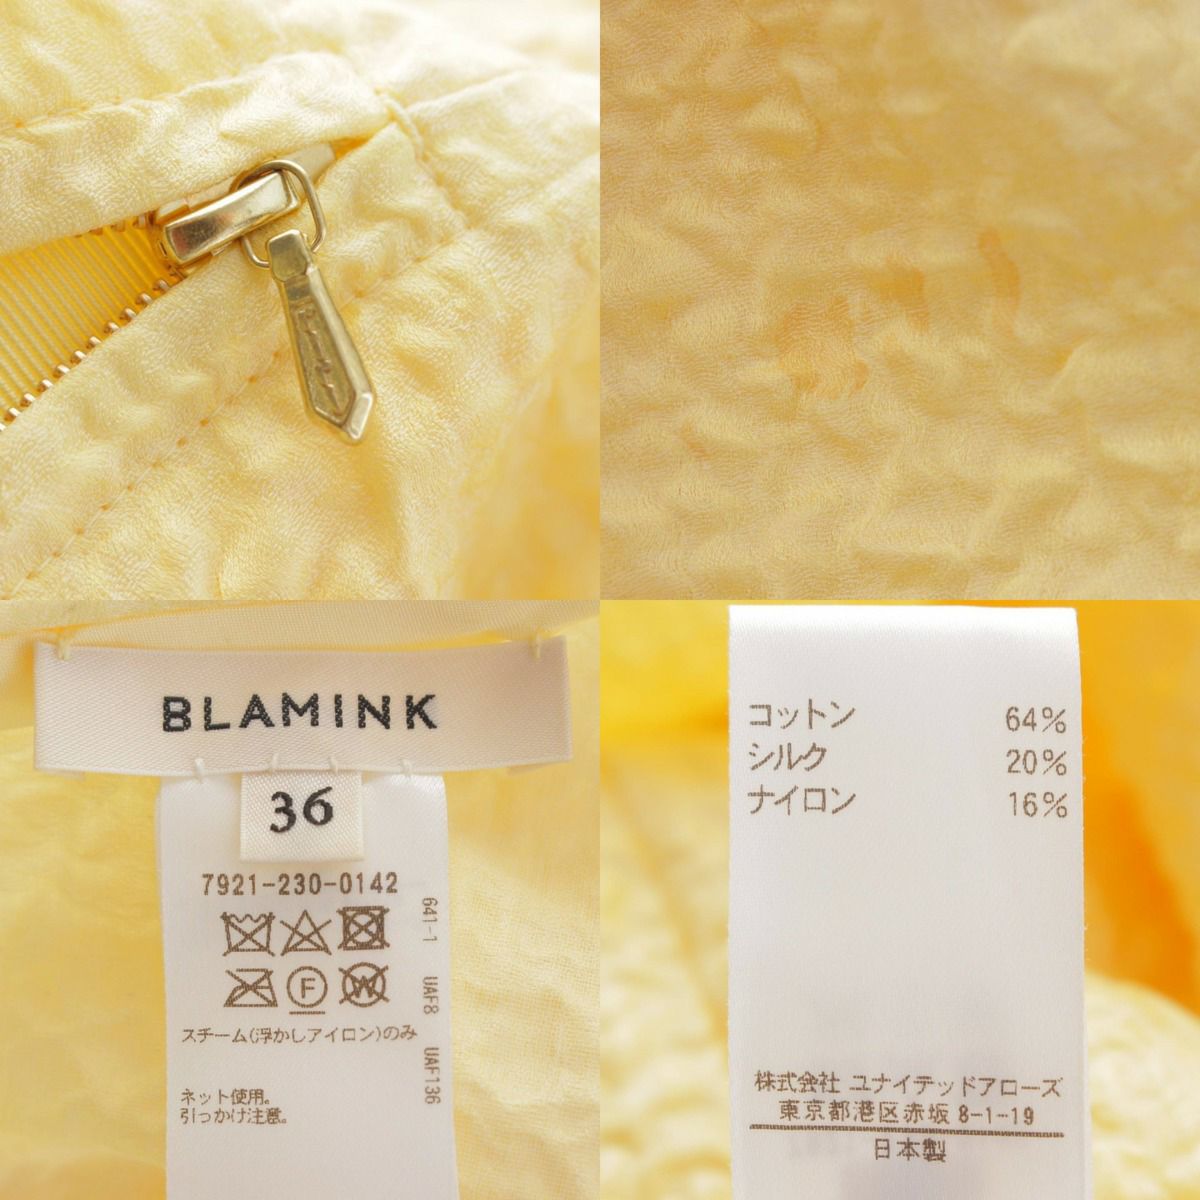 BLAMINK
36
7921-230-0142
641-1 UAF8 UAF136
F W
スチーム(浮かしアイロン)のみ
ネット使用。
引っかけ注意。
コットン 64%
シルク 20%
ナイロン 16%
株式会社 ユナイテッドアローズ
東京都港区赤坂 8-1-19
日本製